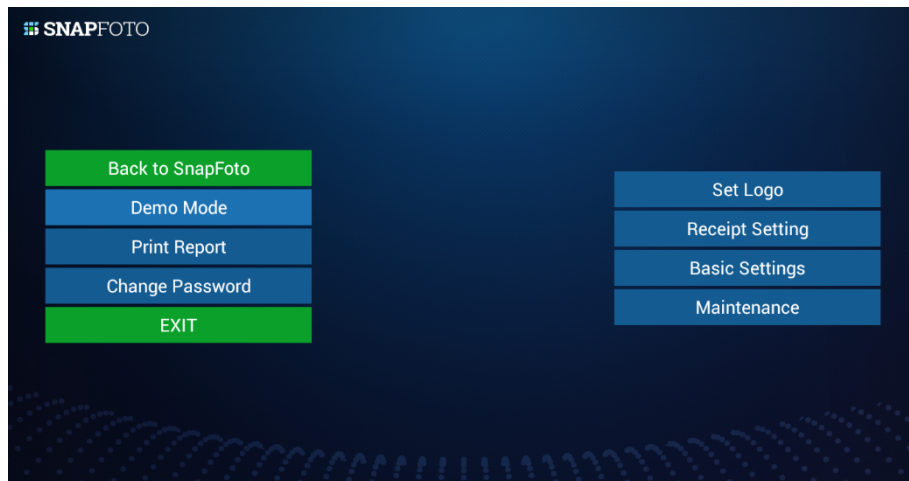 SNAPFOTO
Back to SnapFoto
Demo Mode
Print Report
Change Password
EXIT
Set Logo
Receipt Setting
Basic Settings
Maintenance